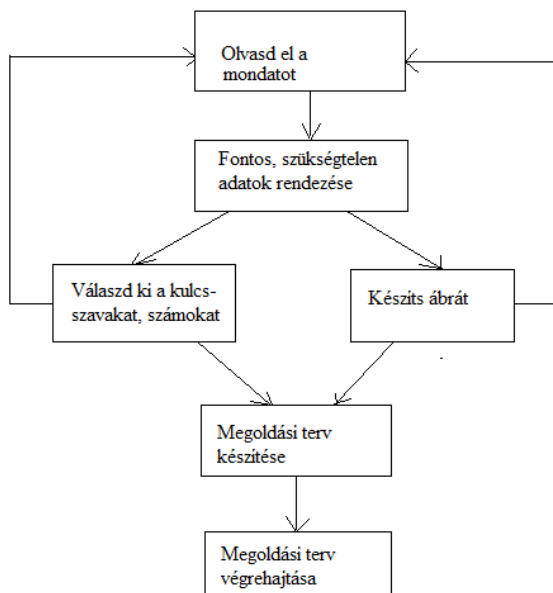 Olvasd el a
mondatot
Fontos, szükségtelen
adatok rendezése
Válaszd ki a kulcs-
szavakat, számokat
Készits ábrát
Megoldási terv
készítése
Megoldási terv
végrehajtása